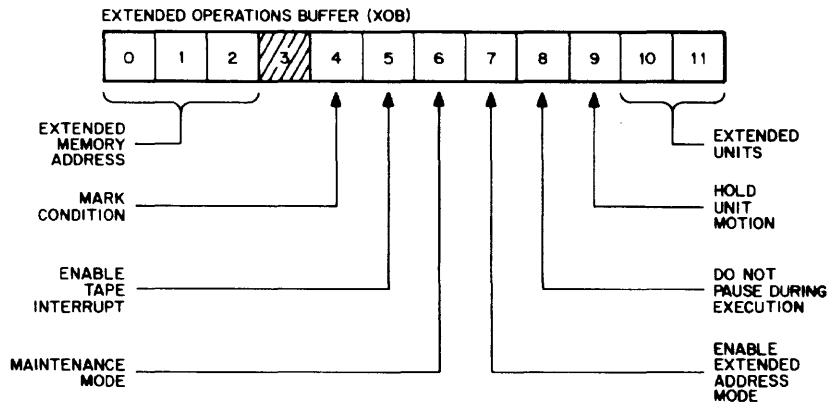 EXTENDED OPERATIONS BUFFER (XOB)
0 1 2 3 4 5 6 7 8 9 10 11
EXTENDED
MEMORY
ADDRESS
EXTENDED
UNITS
MARK
CONDITION
HOLD
UNIT
MOTION
ENABLE
TAPE
INTERRUPT
DO NOT
PAUSE DURING
EXECUTION
MAINTENANCE
MODE
ENABLE
EXTENDED
ADDRESS
MODE